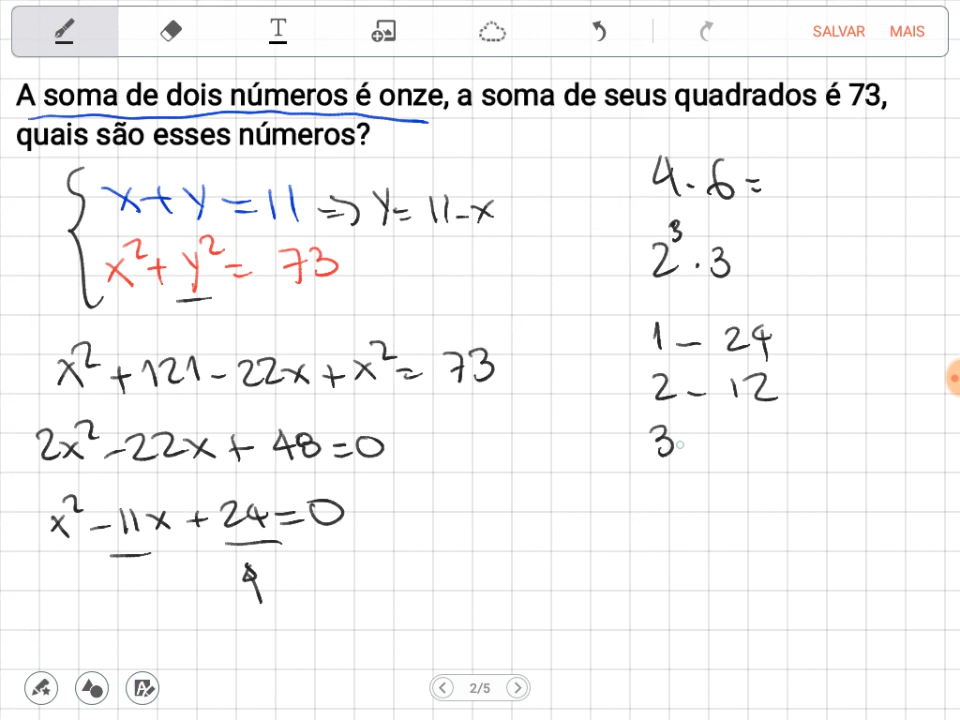 T SALVAR MAIS
A soma de dois números é onze, a soma de seus quadrados é 73,
quais são esses números?
x + y = 11 => y = 11 - x
x² + y² = 73
x² + 121 - 22x + x² = 73
2x² - 22x + 48 = 0
x² - 11x + 24 = 0
4 . 6 =
2³ . 3
1 - 24
2 - 12
3
A
2/5